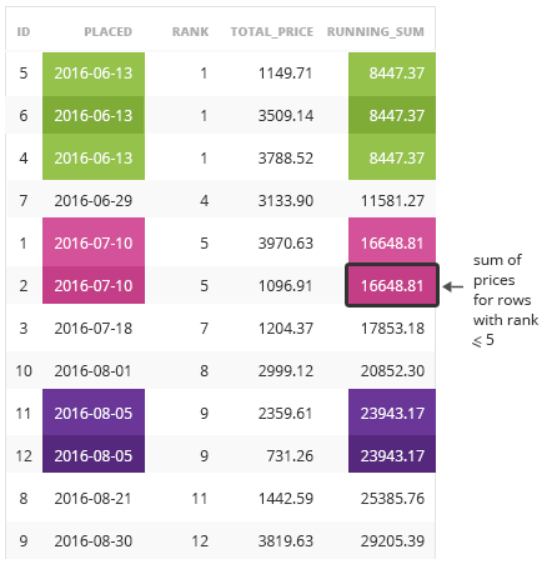 ID PLACED RANK TOTAL_PRICE RUNNING_SUM
5 2016-06-13 1 1149.71 8447.37
6 2016-06-13 1 3509.14 8447.37
4 2016-06-13 1 3788.52 8447.37
7 2016-06-29 4 3133.90 11581.27
1 2016-07-10 5 3970.63 16648.81
2 2016-07-10 5 1096.91 16648.81
3 2016-07-18 7 1204.37 17853.18
10 2016-08-01 8 2999.12 20852.30
11 2016-08-05 9 2359.61 23943.17
12 2016-08-05 9 731.26 23943.17
8 2016-08-21 11 1442.59 25385.76
9 2016-08-30 12 3819.63 29205.39
sum of
prices
for rows
with rank
⩽ 5